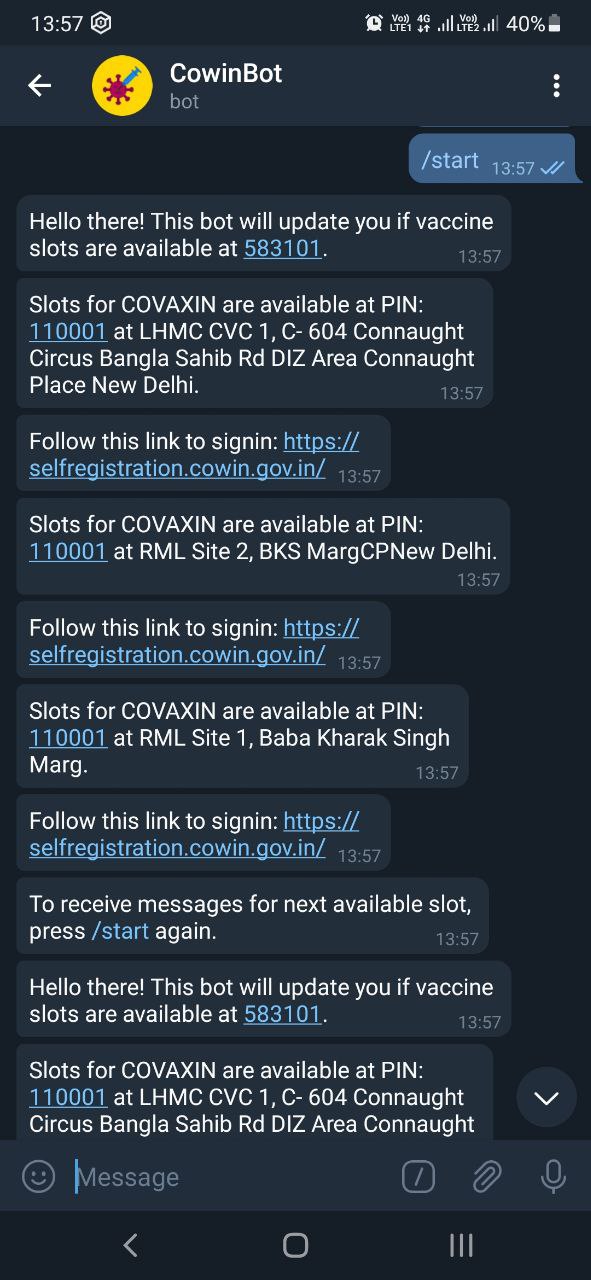 13:57
Vo)) 4G Vo))
LTE1 LTE2 40%
CowinBot
bot
/start 13:57
Hello there! This bot will update you if vaccine
slots are available at 583101.
13:57
Slots for COVAXIN are available at PIN:
110001 at LHMC CVC 1, C- 604 Connaught
Circus Bangla Sahib Rd DIZ Area Connaught
Place New Delhi.
13:57
Follow this link to signin: https://
selfregistration.cowin.gov.in/ 13:57
Slots for COVAXIN are available at PIN:
110001 at RML Site 2, BKS MargCPNew Delhi.
13:57
Follow this link to signin: https://
selfregistration.cowin.gov.in/ 13:57
Slots for COVAXIN are available at PIN:
110001 at RML Site 1, Baba Kharak Singh
Marg.
13:57
Follow this link to signin: https://
selfregistration.cowin.gov.in/ 13:57
To receive messages for next available slot,
press /start again.
13:57
Hello there! This bot will update you if vaccine
slots are available at 583101.
13:57
Slots for COVAXIN are available at PIN:
110001 at LHMC CVC 1, C- 604 Connaught
Circus Bangla Sahib Rd DIZ Area Connaught
Message